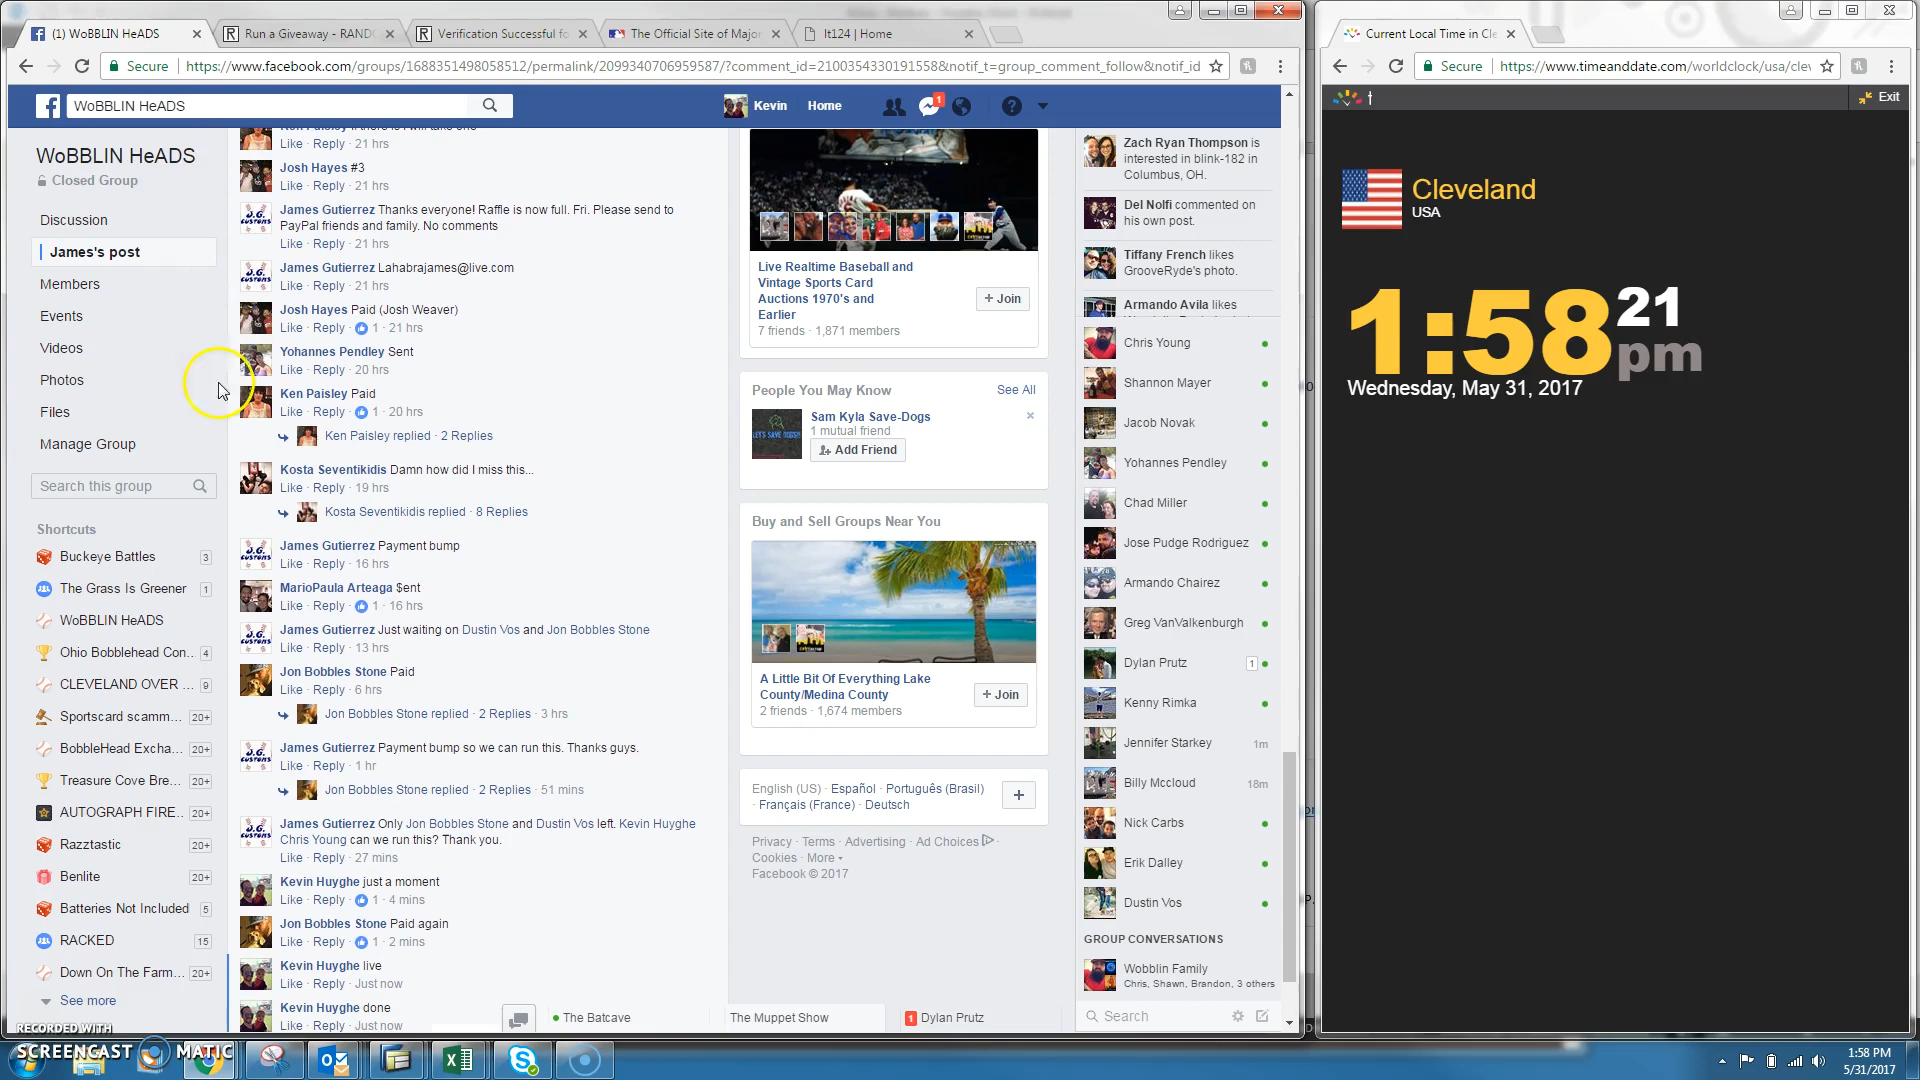 (1) WoBBLIN HeADS
Run a Giveaway - RAND
Verification Successful fo
The Official Site of Major
lt124 | Home
Secure
https://www.facebook.com/groups/1688351498058512/permalink/2099340706959587/?comment_id=2100354330191558&notif_t=group_comment_follow&notif_id
WoBBLIN HeADS
Kevin
Home
1
WoBBLIN HeADS
Closed Group
Discussion
James's post
Members
Events
Videos
Photos
Files
Manage Group
Search this group
Shortcuts
Buckeye Battles 3
The Grass Is Greener 1
WoBBLIN HeADS
Ohio Bobblehead Con... 4
CLEVELAND OVER ... 9
Sportscard scamm... 20+
BobbleHead Excha... 20+
Treasure Cove Bre... 20+
AUTOGRAPH FIRE... 20+
Razztastic 20+
Benlite 20+
Batteries Not Included 5
RACKED 15
Down On The Farm... 20+
See more
Like · Reply · 21 hrs
Josh Hayes #3
Like · Reply · 21 hrs
James Gutierrez Thanks everyone! Raffle is now full. Fri. Please send to
PayPal friends and family. No comments
Like · Reply · 21 hrs
James Gutierrez Lahabrajames@live.com
Like · Reply · 21 hrs
Josh Hayes Paid (Josh Weaver)
Like · Reply · 1 · 21 hrs
Yohannes Pendley Sent
Like · Reply · 20 hrs
Ken Paisley Paid
Like · Reply · 1 · 20 hrs
Ken Paisley replied · 2 Replies
Kosta Seventikidis Damn how did I miss this...
Like · Reply · 19 hrs
Kosta Seventikidis replied · 8 Replies
James Gutierrez Payment bump
Like · Reply · 16 hrs
MarioPaula Arteaga $ent
Like · Reply · 1 · 16 hrs
James Gutierrez Just waiting on Dustin Vos and Jon Bobbles Stone
Like · Reply · 13 hrs
Jon Bobbles Stone Paid
Like · Reply · 6 hrs
Jon Bobbles Stone replied · 2 Replies · 3 hrs
James Gutierrez Payment bump so we can run this. Thanks guys.
Like · Reply · 1 hr
Jon Bobbles Stone replied · 2 Replies · 51 mins
James Gutierrez Only Jon Bobbles Stone and Dustin Vos left. Kevin Huyghe
Chris Young can we run this? Thank you.
Like · Reply · 27 mins
Kevin Huyghe just a moment
Like · Reply · 1 · 4 mins
Jon Bobbles Stone Paid again
Like · Reply · 1 · 2 mins
Kevin Huyghe live
Like · Reply · Just now
Kevin Huyghe done
Like · Reply · Just now
Live Realtime Baseball and
Vintage Sports Card
Auctions 1970's and
Earlier
7 friends · 1,871 members
+ Join
People You May Know
See All
Sam Kyla Save-Dogs
1 mutual friend
Add Friend
Buy and Sell Groups Near You
A Little Bit Of Everything Lake
County/Medina County
2 friends · 1,674 members
+ Join
English (US) · Español · Português (Brasil)
· Français (France) · Deutsch
Privacy · Terms · Advertising · Ad Choices ·
Cookies · More
Facebook © 2017
The Batcave
The Muppet Show
1 Dylan Prutz
Zach Ryan Thompson is
interested in blink-182 in
Columbus, OH.
Del Nolfi commented on
his own post.
Tiffany French likes
GrooveRyde's photo.
Armando Avila likes
Chris Young
Shannon Mayer
Jacob Novak
Yohannes Pendley
Chad Miller
Jose Pudge Rodriguez
Armando Chairez
Greg VanValkenburgh
Dylan Prutz 1
Kenny Rimka
Jennifer Starkey 1m
Billy Mccloud 18m
Nick Carbs
Erik Dalley
Dustin Vos
GROUP CONVERSATIONS
Wobblin Family
Chris, Shawn, Brandon, 3 others
Search
Current Local Time in Cle
Secure
https://www.timeanddate.com/worldclock/usa/clev
t
Exit
Cleveland
USA
1:58 21
pm
Wednesday, May 31, 2017
RECORDED WITH
SCREENCAST MATIC
1:58 PM
5/31/2017